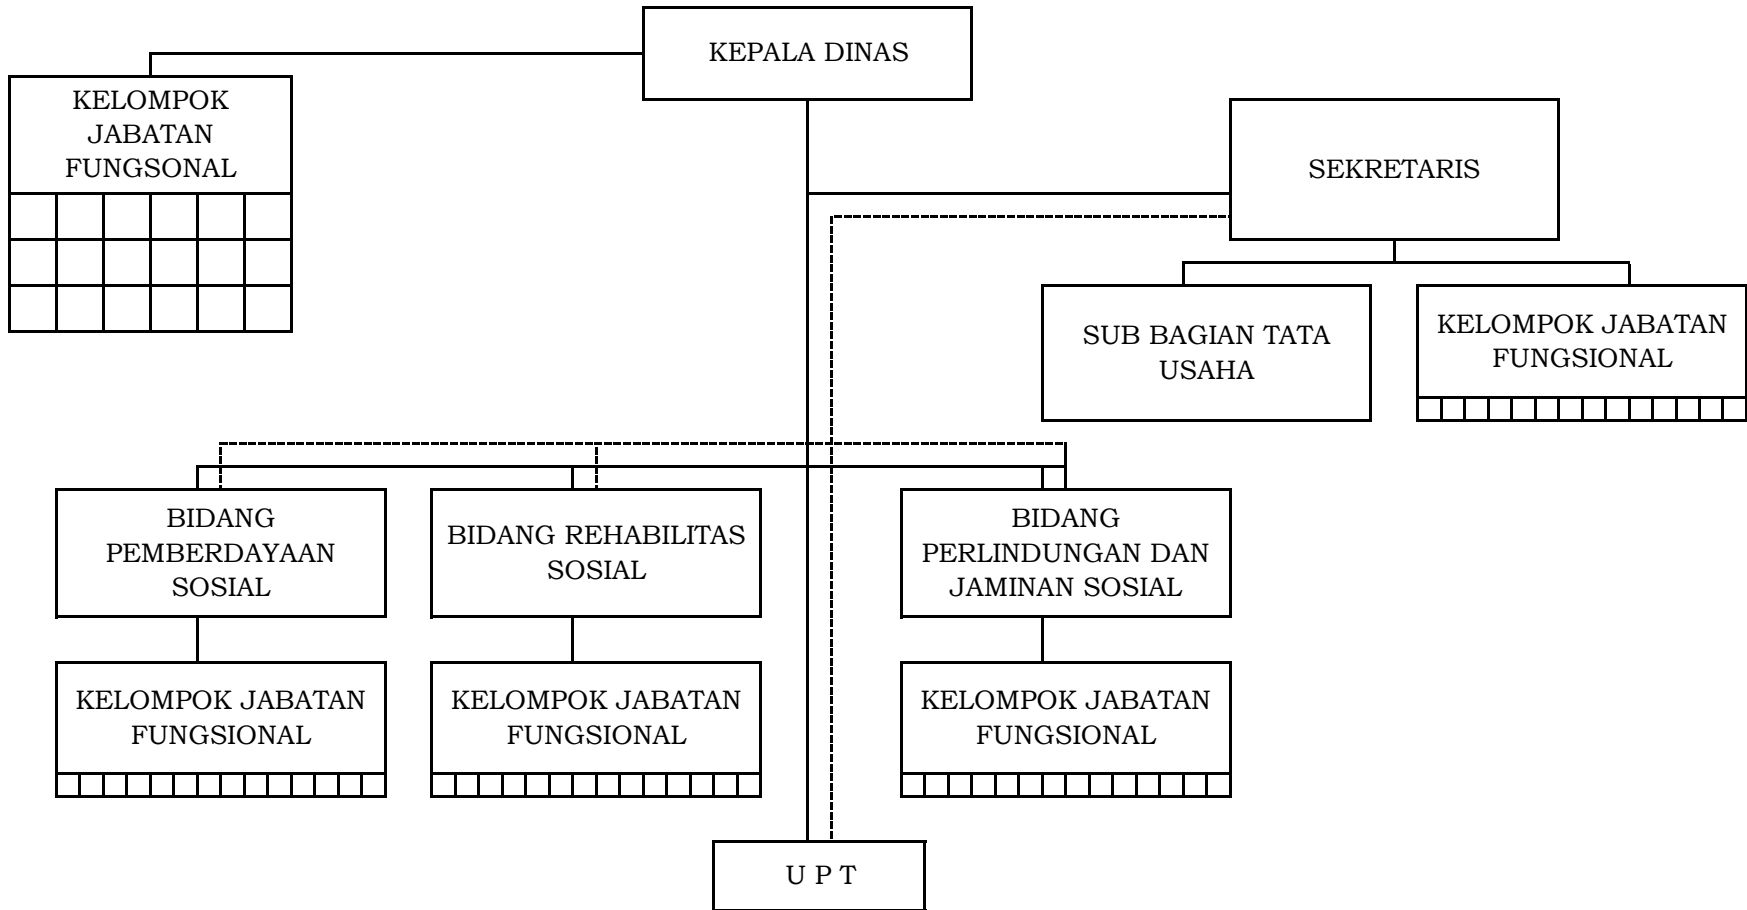 KEPALA DINAS
KELOMPOK
JABATAN
FUNGSONAL
SEKRETARIS
SUB BAGIAN TATA
USAHA
KELOMPOK JABATAN
FUNGSIONAL
BIDANG
PEMBERDAYAAN
SOSIAL
BIDANG REHABILITAS
SOSIAL
BIDANG
PERLINDUNGAN DAN
JAMINAN SOSIAL
KELOMPOK JABATAN
FUNGSIONAL
KELOMPOK JABATAN
FUNGSIONAL
KELOMPOK JABATAN
FUNGSIONAL
U P T